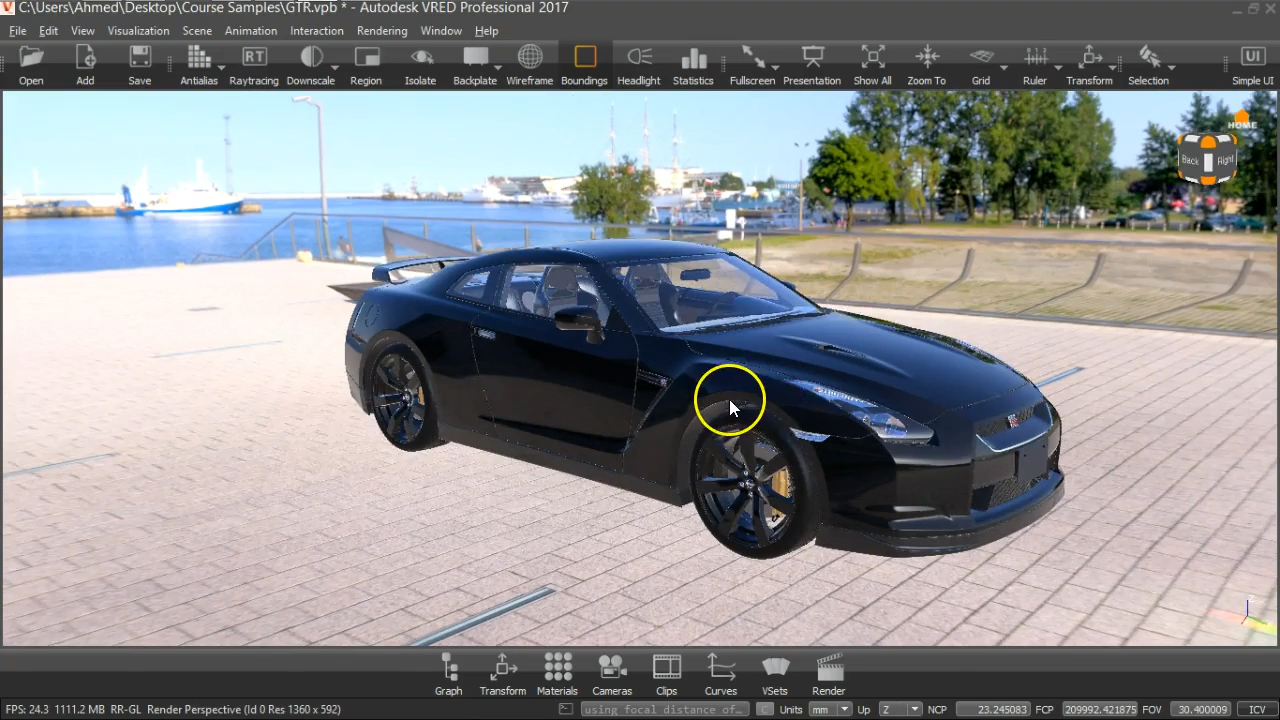 C:\Users\Ahmed\Desktop\Course Samples\GTR.vpb * - Autodesk VRED Professional 2017
File Edit View Visualization Scene Animation Interaction Rendering Window Help
RT UI
Open Add Save Antialias Raytracing Downscale Region Isolate Backplate Wireframe Boundings Headlight Statistics Fullscreen Presentation Show All Zoom To Grid Ruler Transform Selection Simple UI
HOME
Back Right
Graph Transform Materials Cameras Clips Curves VSets Render
FPS: 24.3 1111.2 MB RR-GL Render Perspective (Id 0 Res 1360 x 592) using focal distance of... C Units mm Up Z NCP 23.245083 FCP 209992.421875 FOV 30.400009 ICV